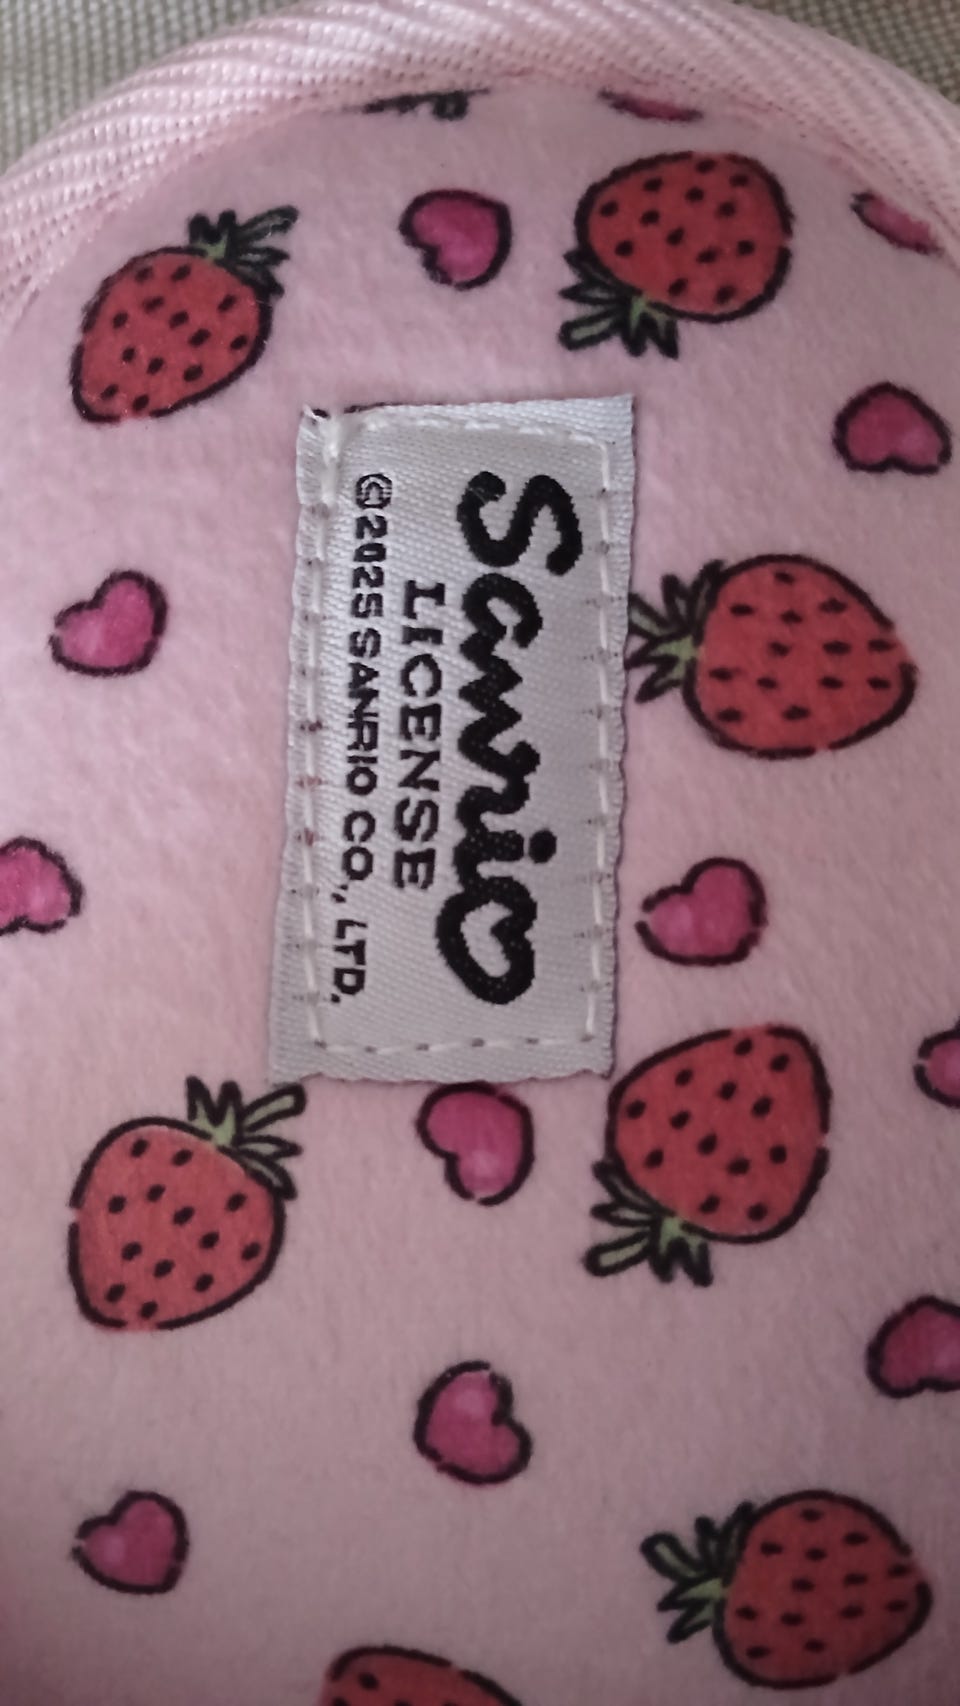 Sanrio
LICENSE
©2025 SANRIO CO., LTD.